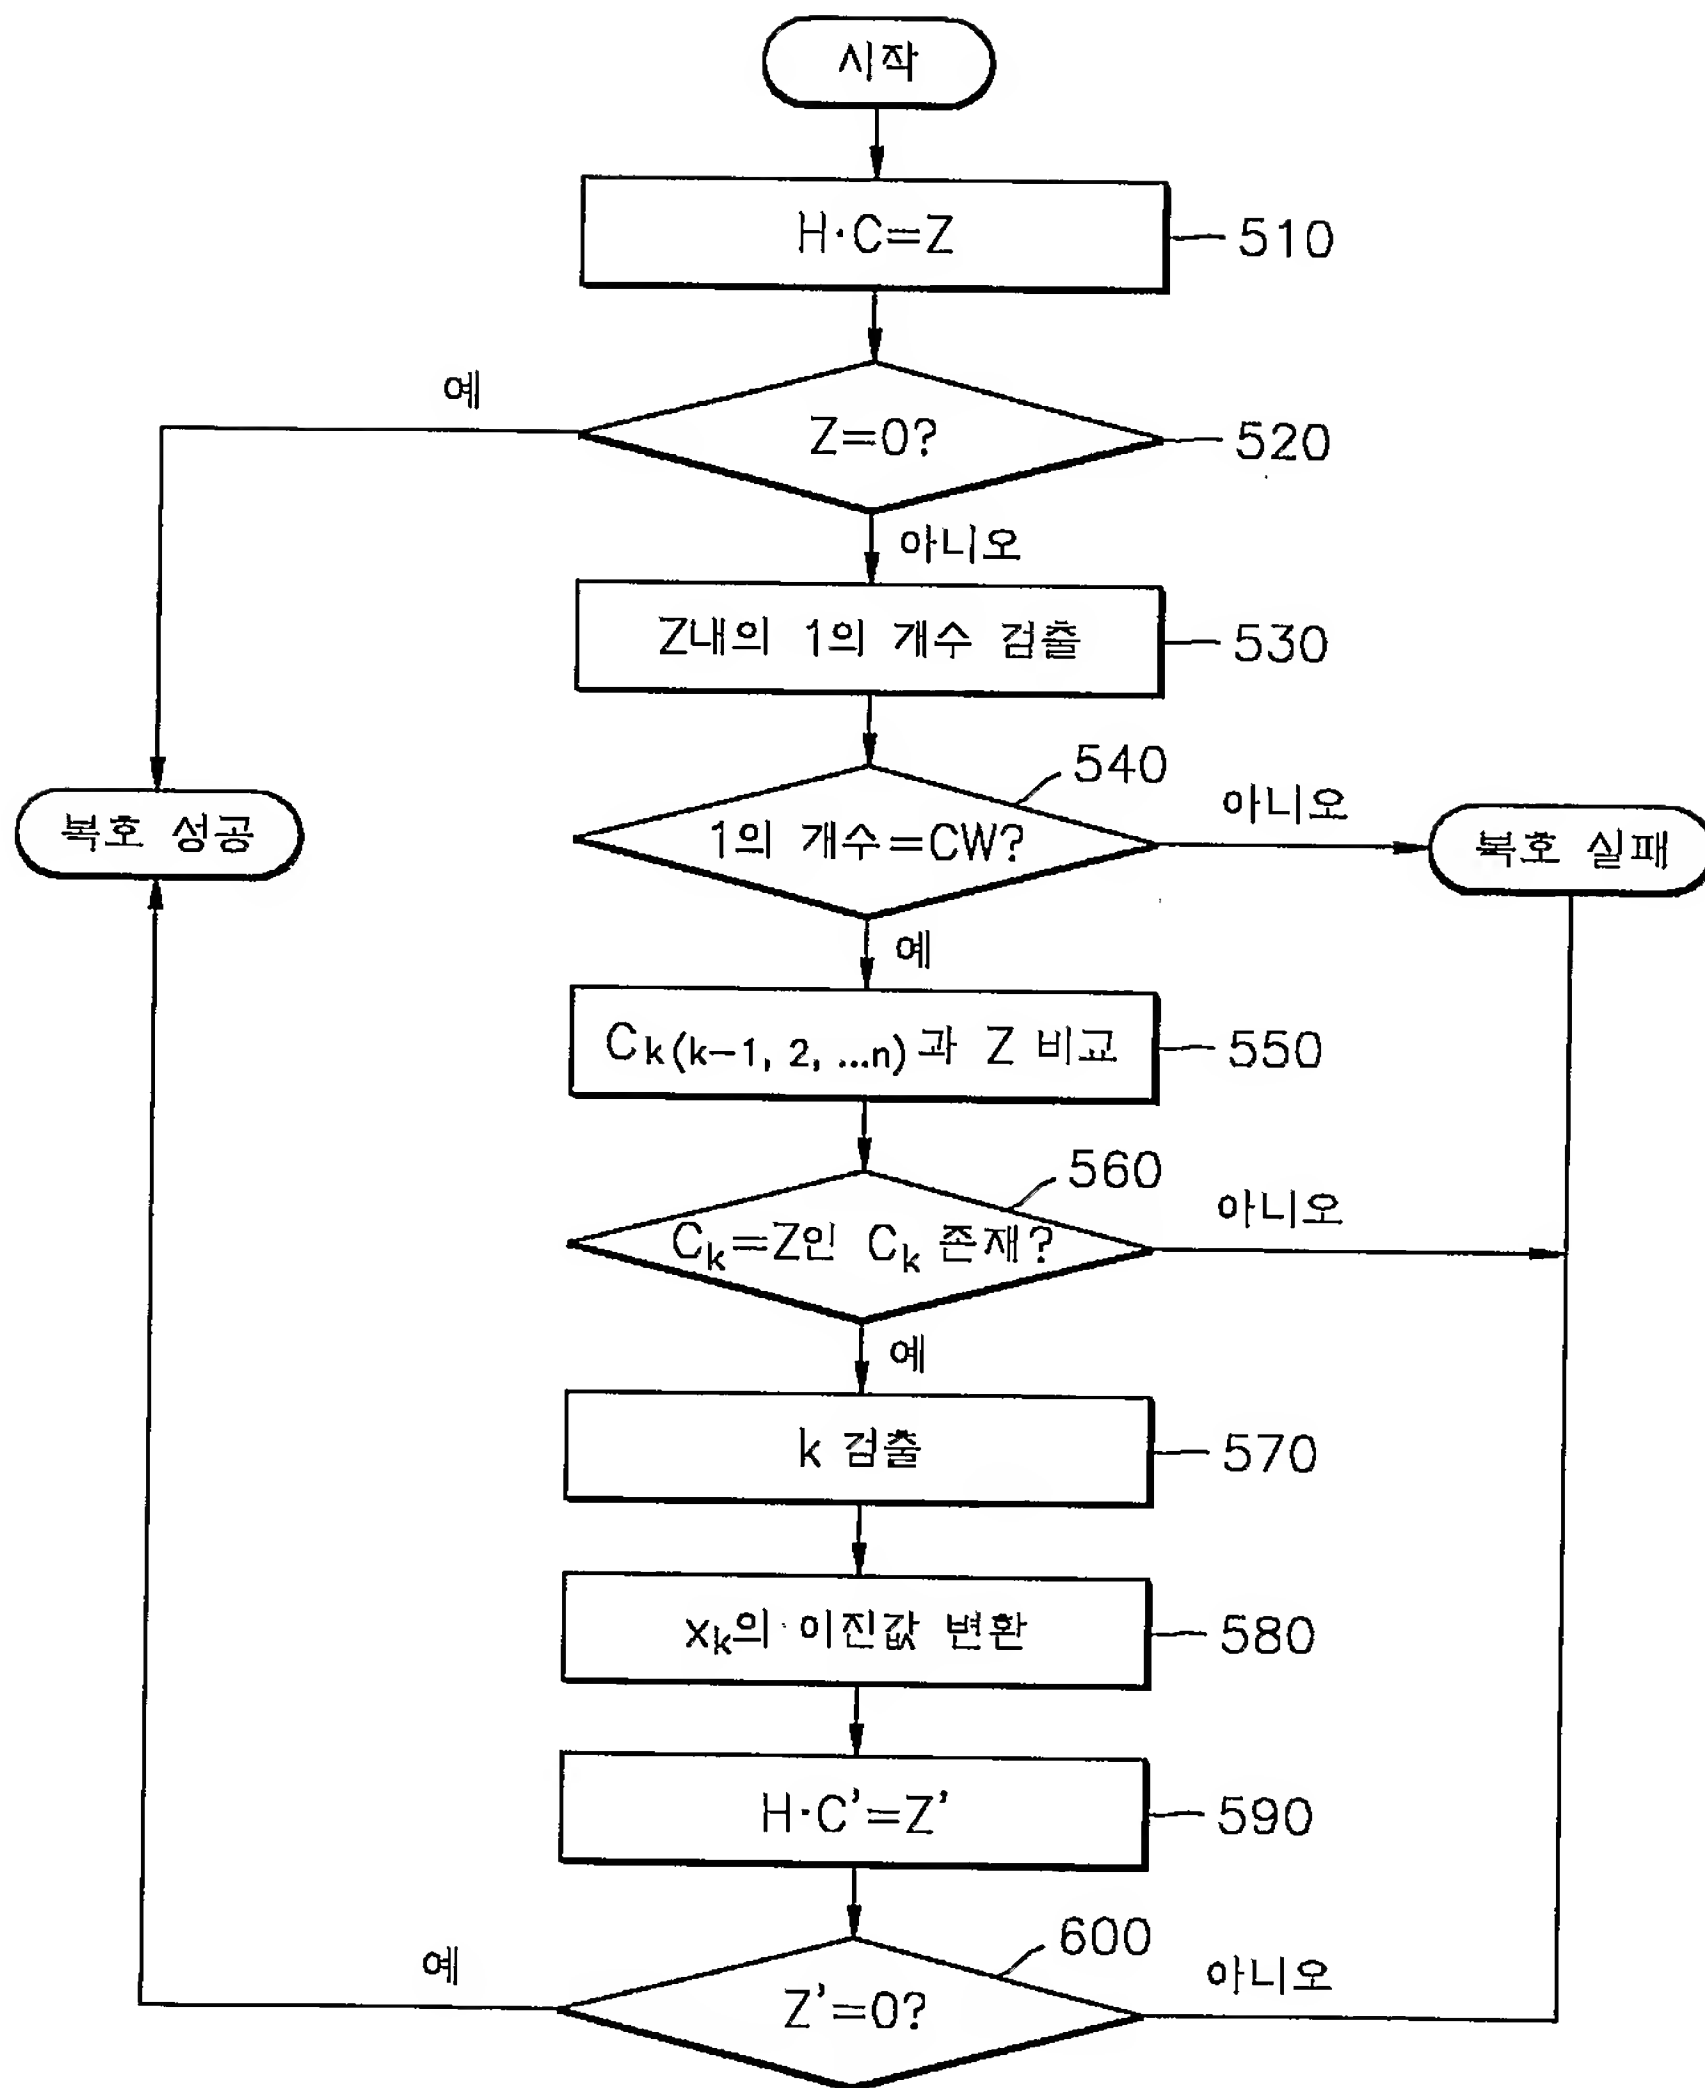 시작
H·C=Z
510
예
Z=0?
520
아니오
Z내의 1의 개수 검출
530
540
아니오
복호 성공
1의 개수=CW?
복호 실패
예
Ck(k-1, 2, ...n)과 Z 비교
550
560
아니오
Ck=Z인 Ck 존재?
예
k 검출
570
xk의 이진값 변환
580
H·C'=Z'
590
600
예
아니오
Z'=0?